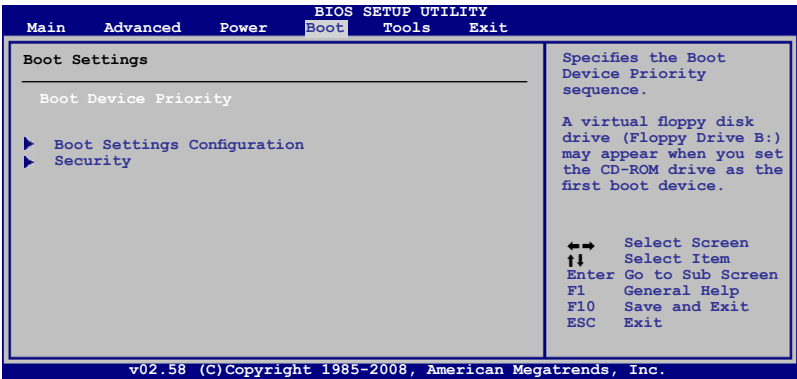 BIOS SETUP UTILITY
Main Advanced Power Boot Tools Exit
Boot Settings
Boot Device Priority
Boot Settings Configuration
Security
Specifies the Boot
Device Priority
sequence.
A virtual floppy disk
drive (Floppy Drive B:)
may appear when you set
the CD-ROM drive as the
first boot device.
←→ Select Screen
↑↓ Select Item
Enter Go to Sub Screen
F1 General Help
F10 Save and Exit
ESC Exit
v02.58 (C)Copyright 1985-2008, American Megatrends, Inc.